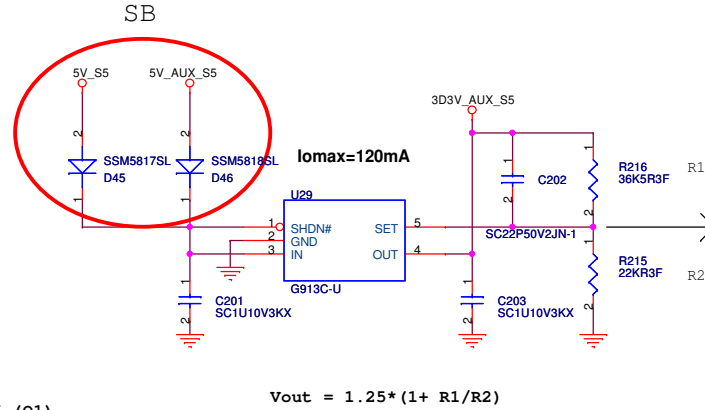 SB
5V_S5
5V_AUX_S5
3D3V_AUX_S5
2
2
SSM5817SL
D45
SSM5818SL
D46
1
1
Iomax=120mA
1
C202
2
1
R216
36K5R3F
2
R1
U29
1
SHDN#
SET
5
2
GND
3
IN
OUT
4
G913C-U
SC22P50V2JN-1
1
C201
SC1U10V3KX
2
1
C203
SC1U10V3KX
2
1
R215
22KR3F
2
R2
Vout = 1.25*(1+ R1/R2)